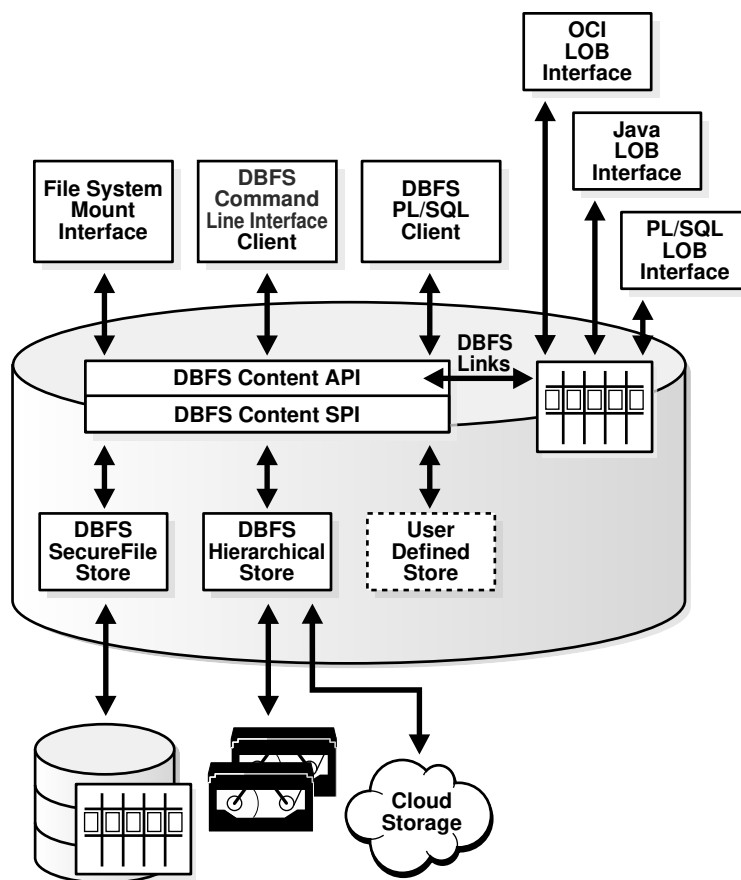 OCI
LOB
Interface
Java
LOB
Interface
PL/SQL
LOB
Interface
File System
Mount
Interface
DBFS
Command
Line Interface
Client
DBFS
PL/SQL
Client
DBFS
Links
DBFS Content API
DBFS Content SPI
DBFS
SecureFile
Store
DBFS
Hierarchical
Store
User
Defined
Store
Cloud
Storage